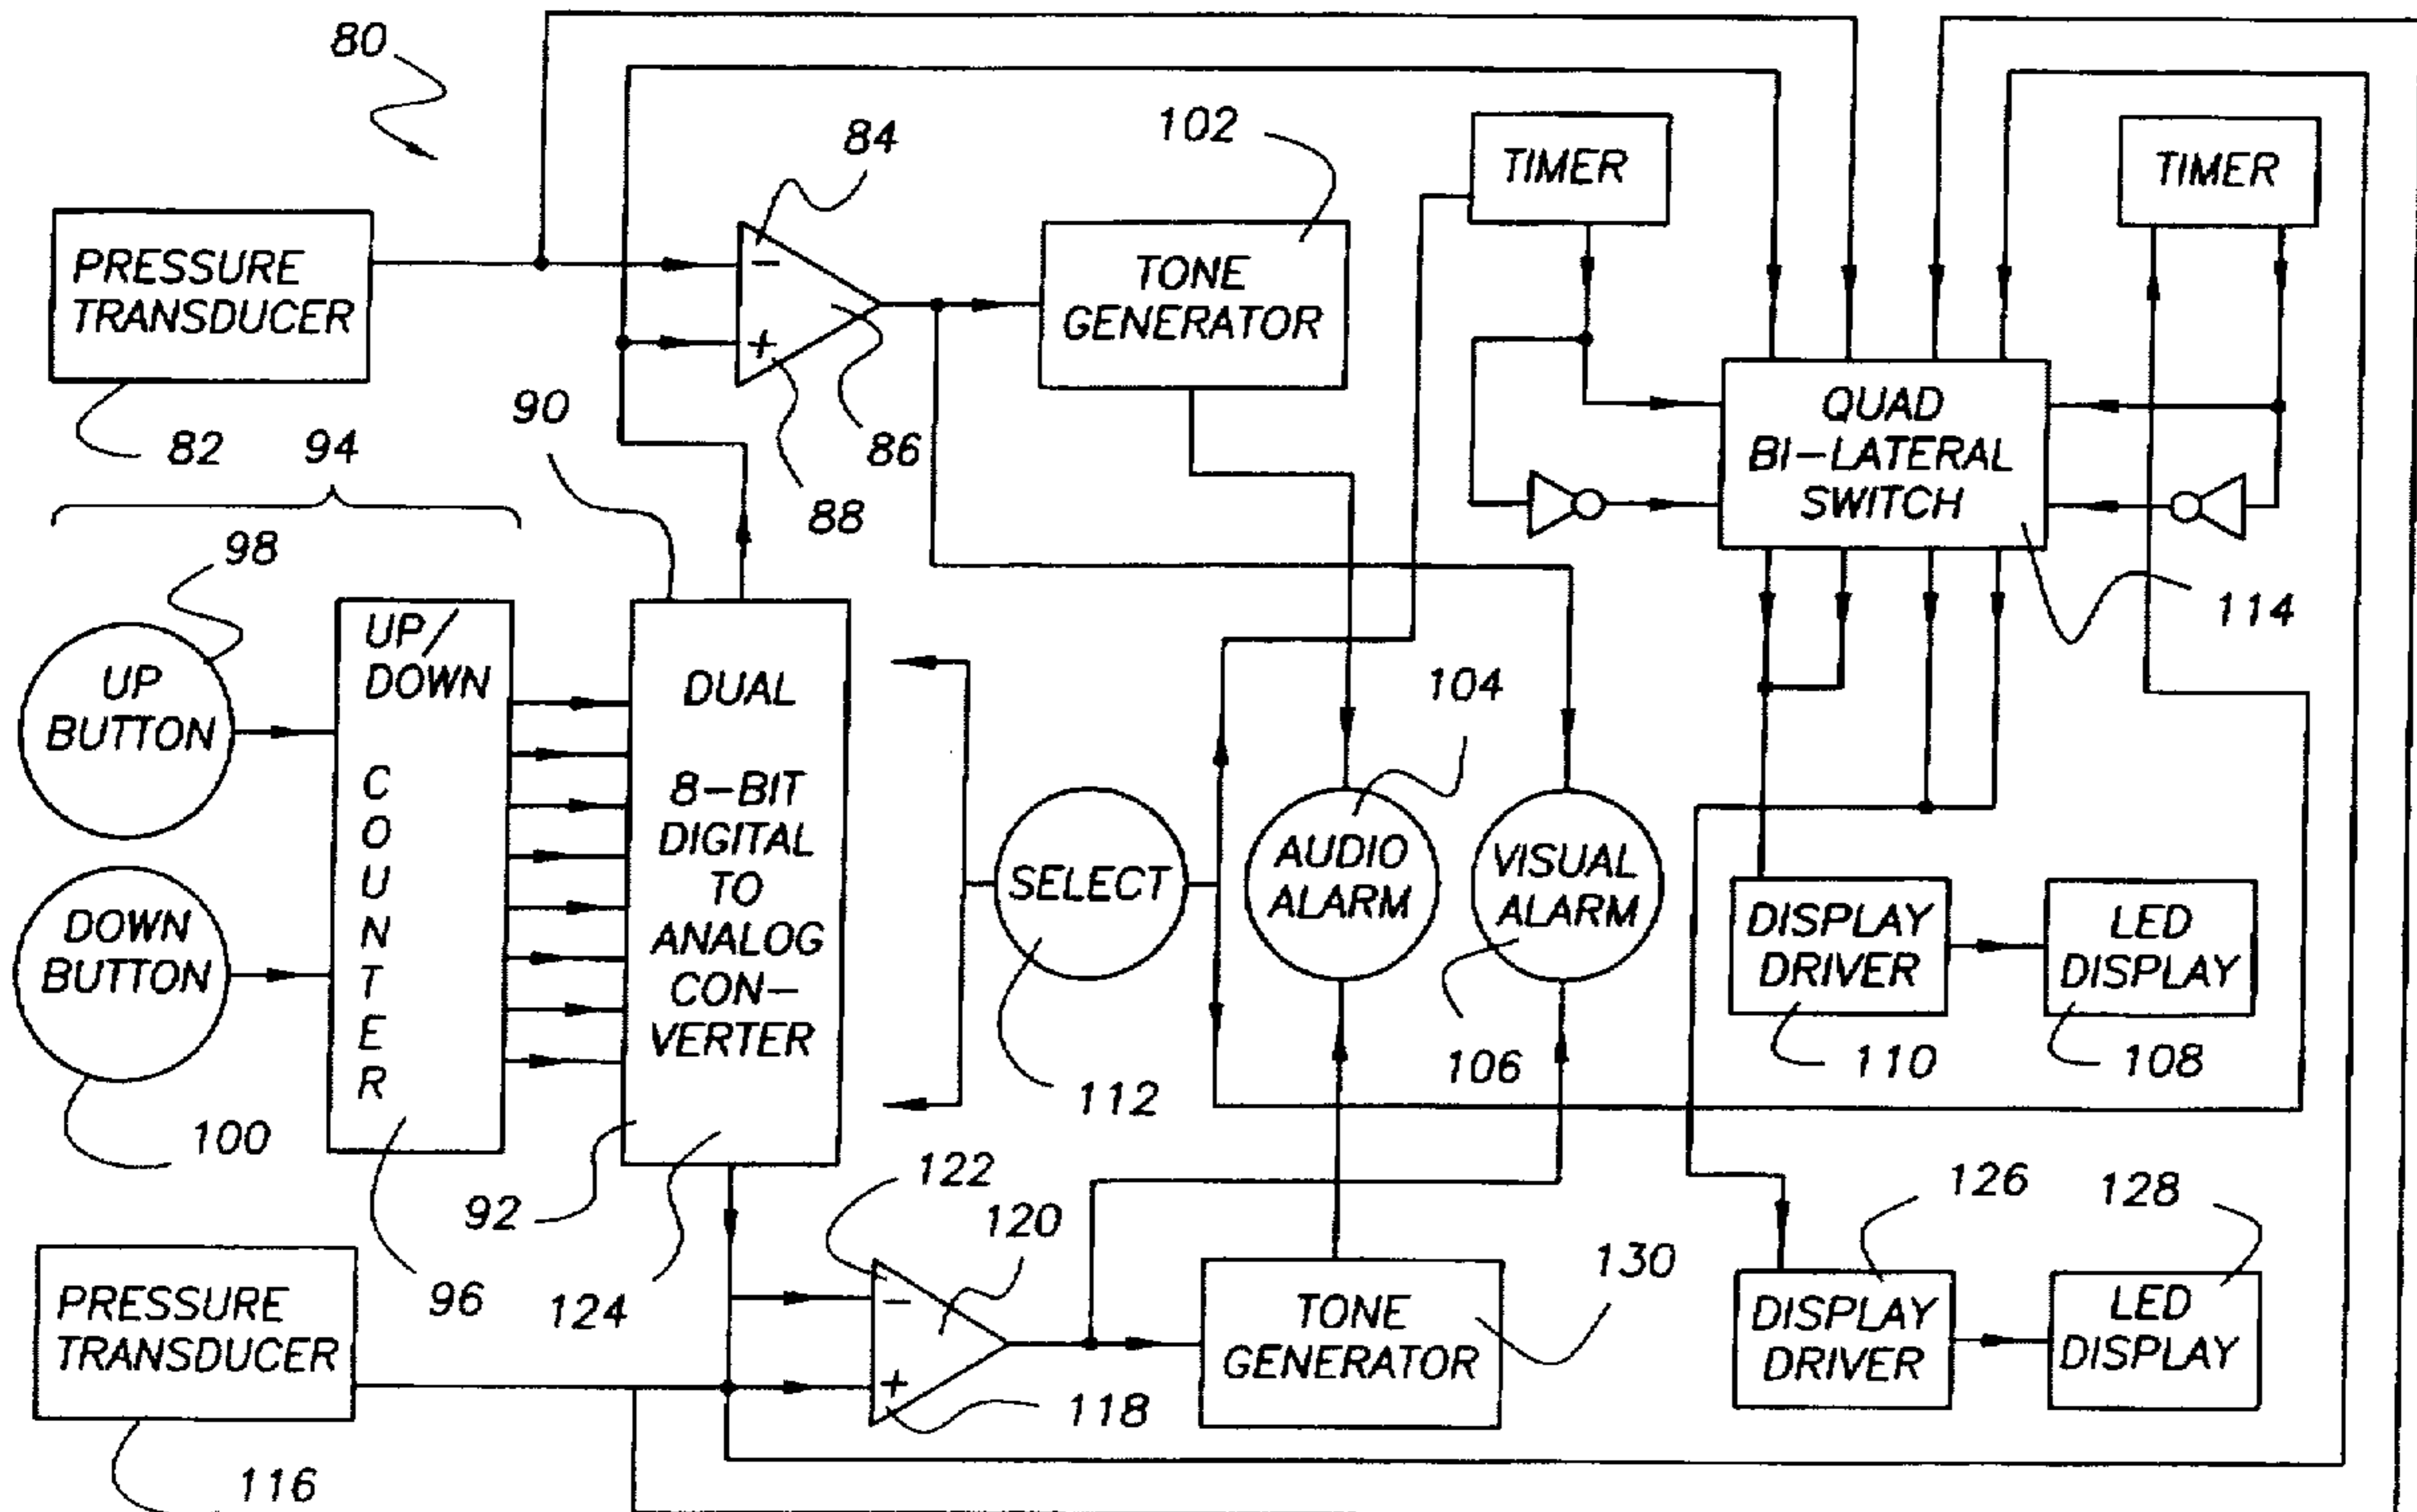 80
84
102
TIMER
TIMER
PRESSURE
TRANSDUCER
−
+
TONE
GENERATOR
82
94
90
86
88
QUAD
BI–LATERAL
SWITCH
114
98
UP
BUTTON
DOWN
BUTTON
100
UP/
DOWN
C
O
U
N
T
E
R
96
DUAL
8–BIT
DIGITAL
TO
ANALOG
CON–
VERTER
92
124
SELECT
112
104
AUDIO
ALARM
VISUAL
ALARM
106
DISPLAY
DRIVER
110
LED
DISPLAY
108
122
120
PRESSURE
TRANSDUCER
116
−
+
118
TONE
GENERATOR
130
126
DISPLAY
DRIVER
128
LED
DISPLAY